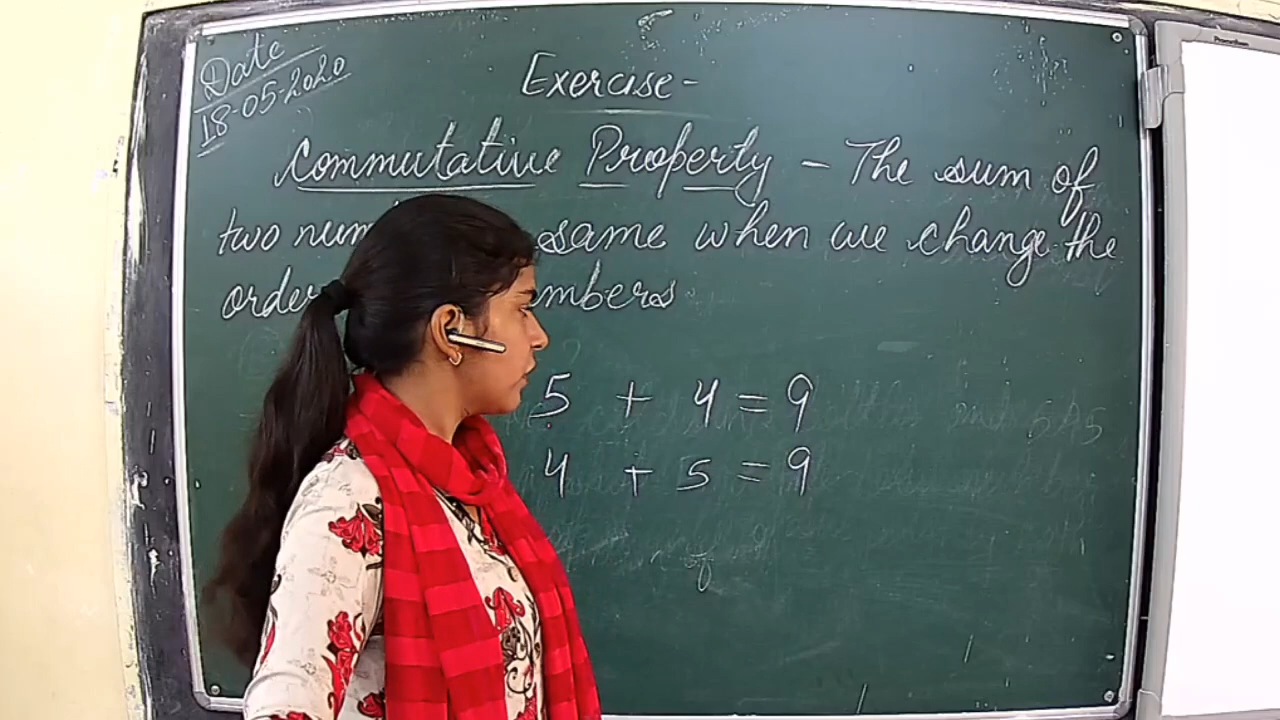 Date
18-05-2020
Exercise-
Commutative Property - The sum of
two num same when we change the
order mbers
5 + 4 = 9
4 + 5 = 9